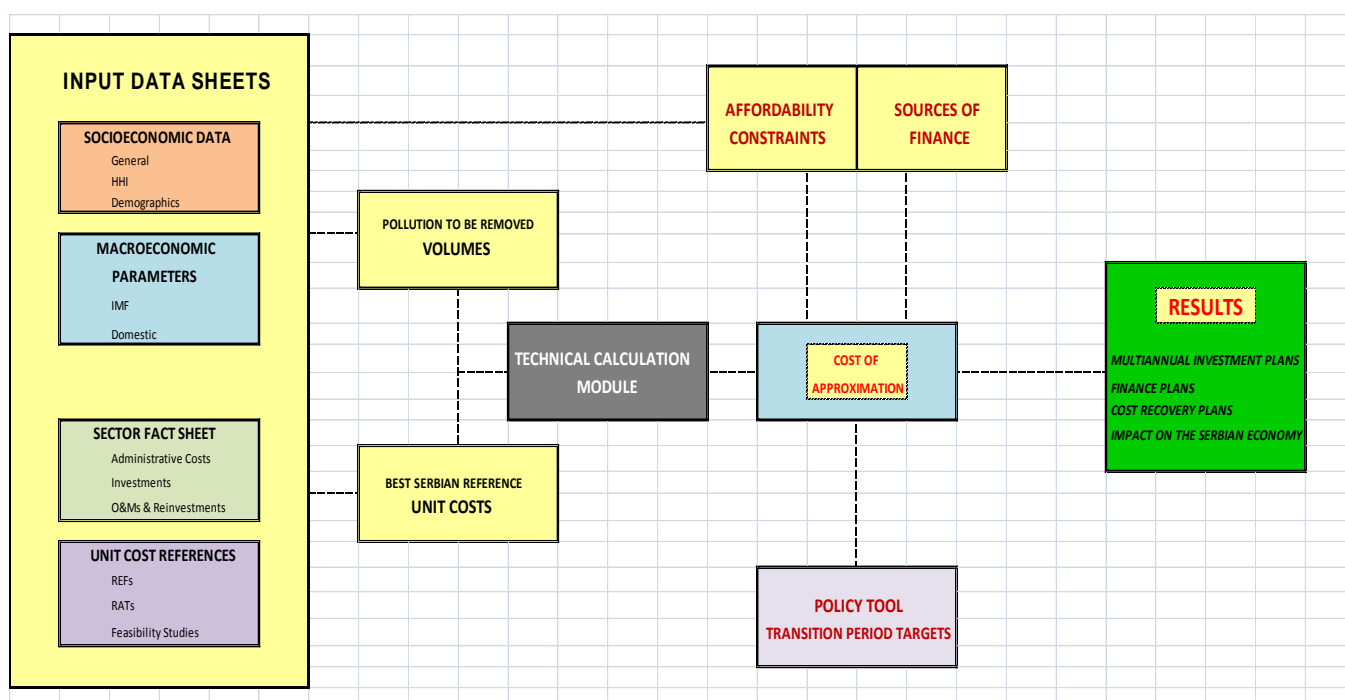 INPUT DATA SHEETS
SOCIOECONOMIC DATA
General
HHI
Demographics
MACROECONOMIC
PARAMETERS
IMF
Domestic
SECTOR FACT SHEET
Administrative Costs
Investments
O&Ms & Reinvestments
UNIT COST REFERENCES
REFs
RATs
Feasibility Studies
POLLUTION TO BE REMOVED
VOLUMES
BEST SERBIAN REFERENCE
UNIT COSTS
TECHNICAL CALCULATION
MODULE
AFFORDABILITY
CONSTRAINTS
SOURCES OF
FINANCE
COST OF
APPROXIMATION
POLICY TOOL
TRANSITION PERIOD TARGETS
RESULTS
MULTIANNUAL INVESTMENT PLANS
FINANCE PLANS
COST RECOVERY PLANS
IMPACT ON THE SERBIAN ECONOMY